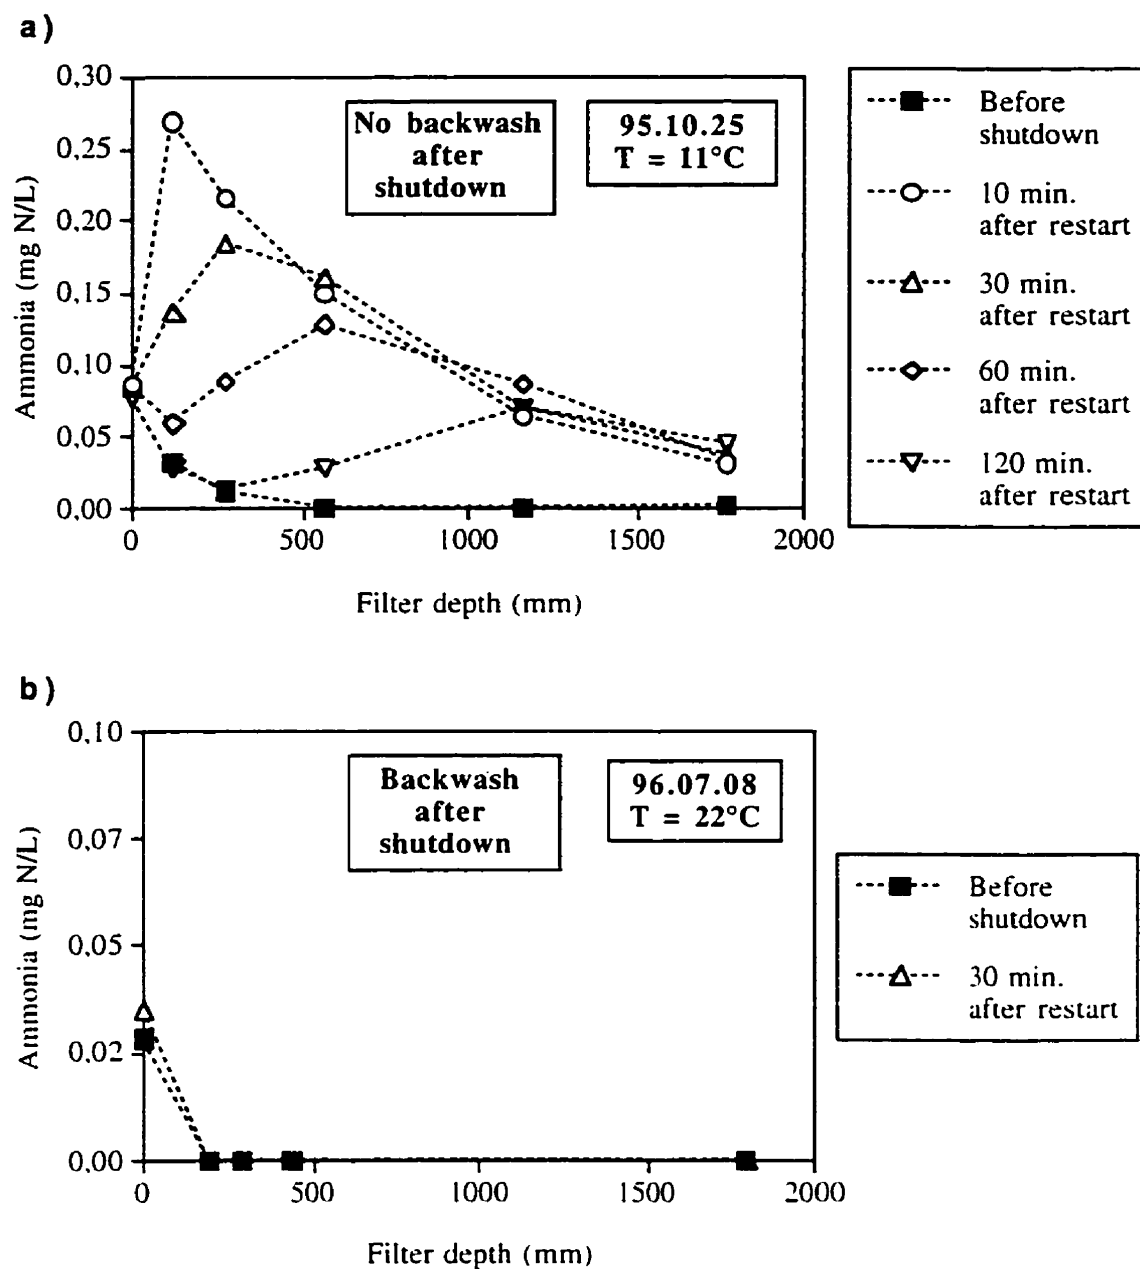 a)
0,30
0,25
0,20
0,15
0,10
0,05
0,00
Ammonia (mg N/L)
No backwash
after
shutdown
95.10.25
T = 11°C
0
500
1000
1500
2000
Filter depth (mm)
Before
shutdown
10 min.
after restart
30 min.
after restart
60 min.
after restart
120 min.
after restart
b)
0,10
0,07
0,05
0,02
0,00
Ammonia (mg N/L)
Backwash
after
shutdown
96.07.08
T = 22°C
0
500
1000
1500
2000
Filter depth (mm)
Before
shutdown
30 min.
after restart